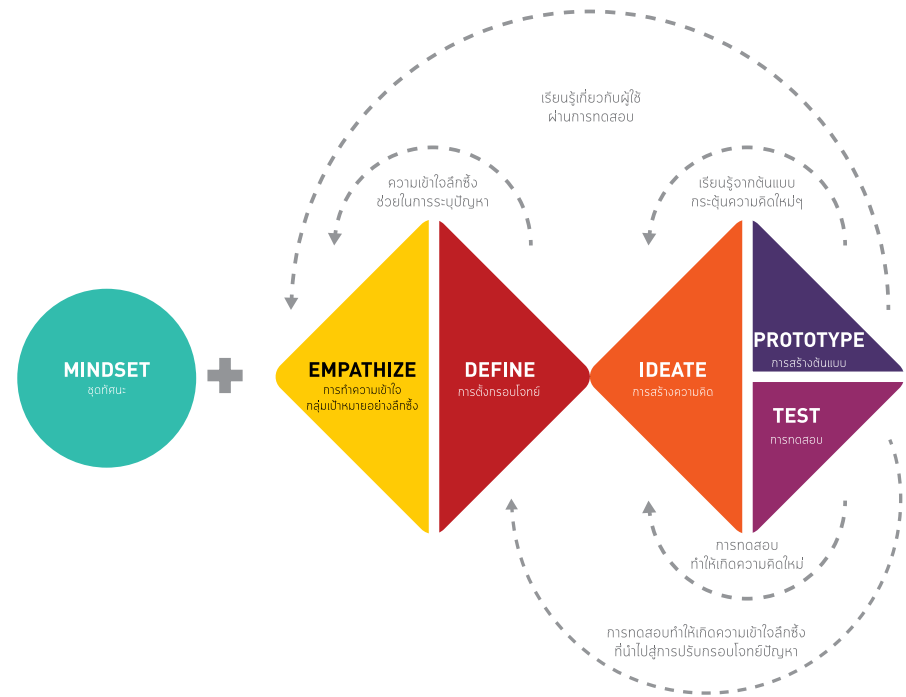 เรียนรู้เกี่ยวกับผู้ใช้
ผ่านการทดสอบ
ความเข้าใจลึกซึ้ง
ช่วยในการระบุปัญหา
เรียนรู้จากต้นแบบ
กระตุ้นความคิดใหม่ๆ
MINDSET
ชุดทัศนะ
EMPATHIZE
การทำความเข้าใจ
กลุ่มเป้าหมายอย่างลึกซึ้ง
DEFINE
การตั้งกรอบโจทย์
IDEATE
การสร้างความคิด
PROTOTYPE
การสร้างต้นแบบ
TEST
การทดสอบ
การทดสอบ
ทำให้เกิดความคิดใหม่
การทดสอบทำให้เกิดความเข้าใจลึกซึ้ง
ที่นำไปสู่การปรับกรอบโจทย์ปัญหา